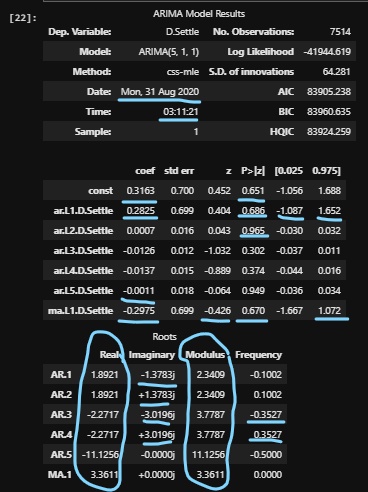 [22]:
ARIMA Model Results
Dep. Variable: D.Settle No. Observations: 7514
Model: ARIMA(5, 1, 1) Log Likelihood -41944.619
Method: css-mle S.D. of innovations 64.281
Date: Mon, 31 Aug 2020 AIC 83905.238
Time: 03:11:21 BIC 83960.635
Sample: 1 HQIC 83924.259
coef std err z P>|z| [0.025 0.975]
const 0.3163 0.700 0.452 0.651 -1.056 1.688
ar.L1.D.Settle 0.2825 0.699 0.404 0.686 -1.087 1.652
ar.L2.D.Settle 0.0007 0.016 0.043 0.965 -0.030 0.032
ar.L3.D.Settle -0.0126 0.012 -1.032 0.302 -0.037 0.011
ar.L4.D.Settle -0.0137 0.015 -0.889 0.374 -0.044 0.016
ar.L5.D.Settle -0.0011 0.018 -0.064 0.949 -0.036 0.034
ma.L1.D.Settle -0.2975 0.699 -0.426 0.670 -1.667 1.072
Roots
Real Imaginary Modulus Frequency
AR.1 1.8921 -1.3783j 2.3409 -0.1002
AR.2 1.8921 +1.3783j 2.3409 0.1002
AR.3 -2.2717 -3.0196j 3.7787 -0.3527
AR.4 -2.2717 +3.0196j 3.7787 0.3527
AR.5 -11.1256 -0.0000j 11.1256 -0.5000
MA.1 3.3611 +0.0000j 3.3611 0.0000